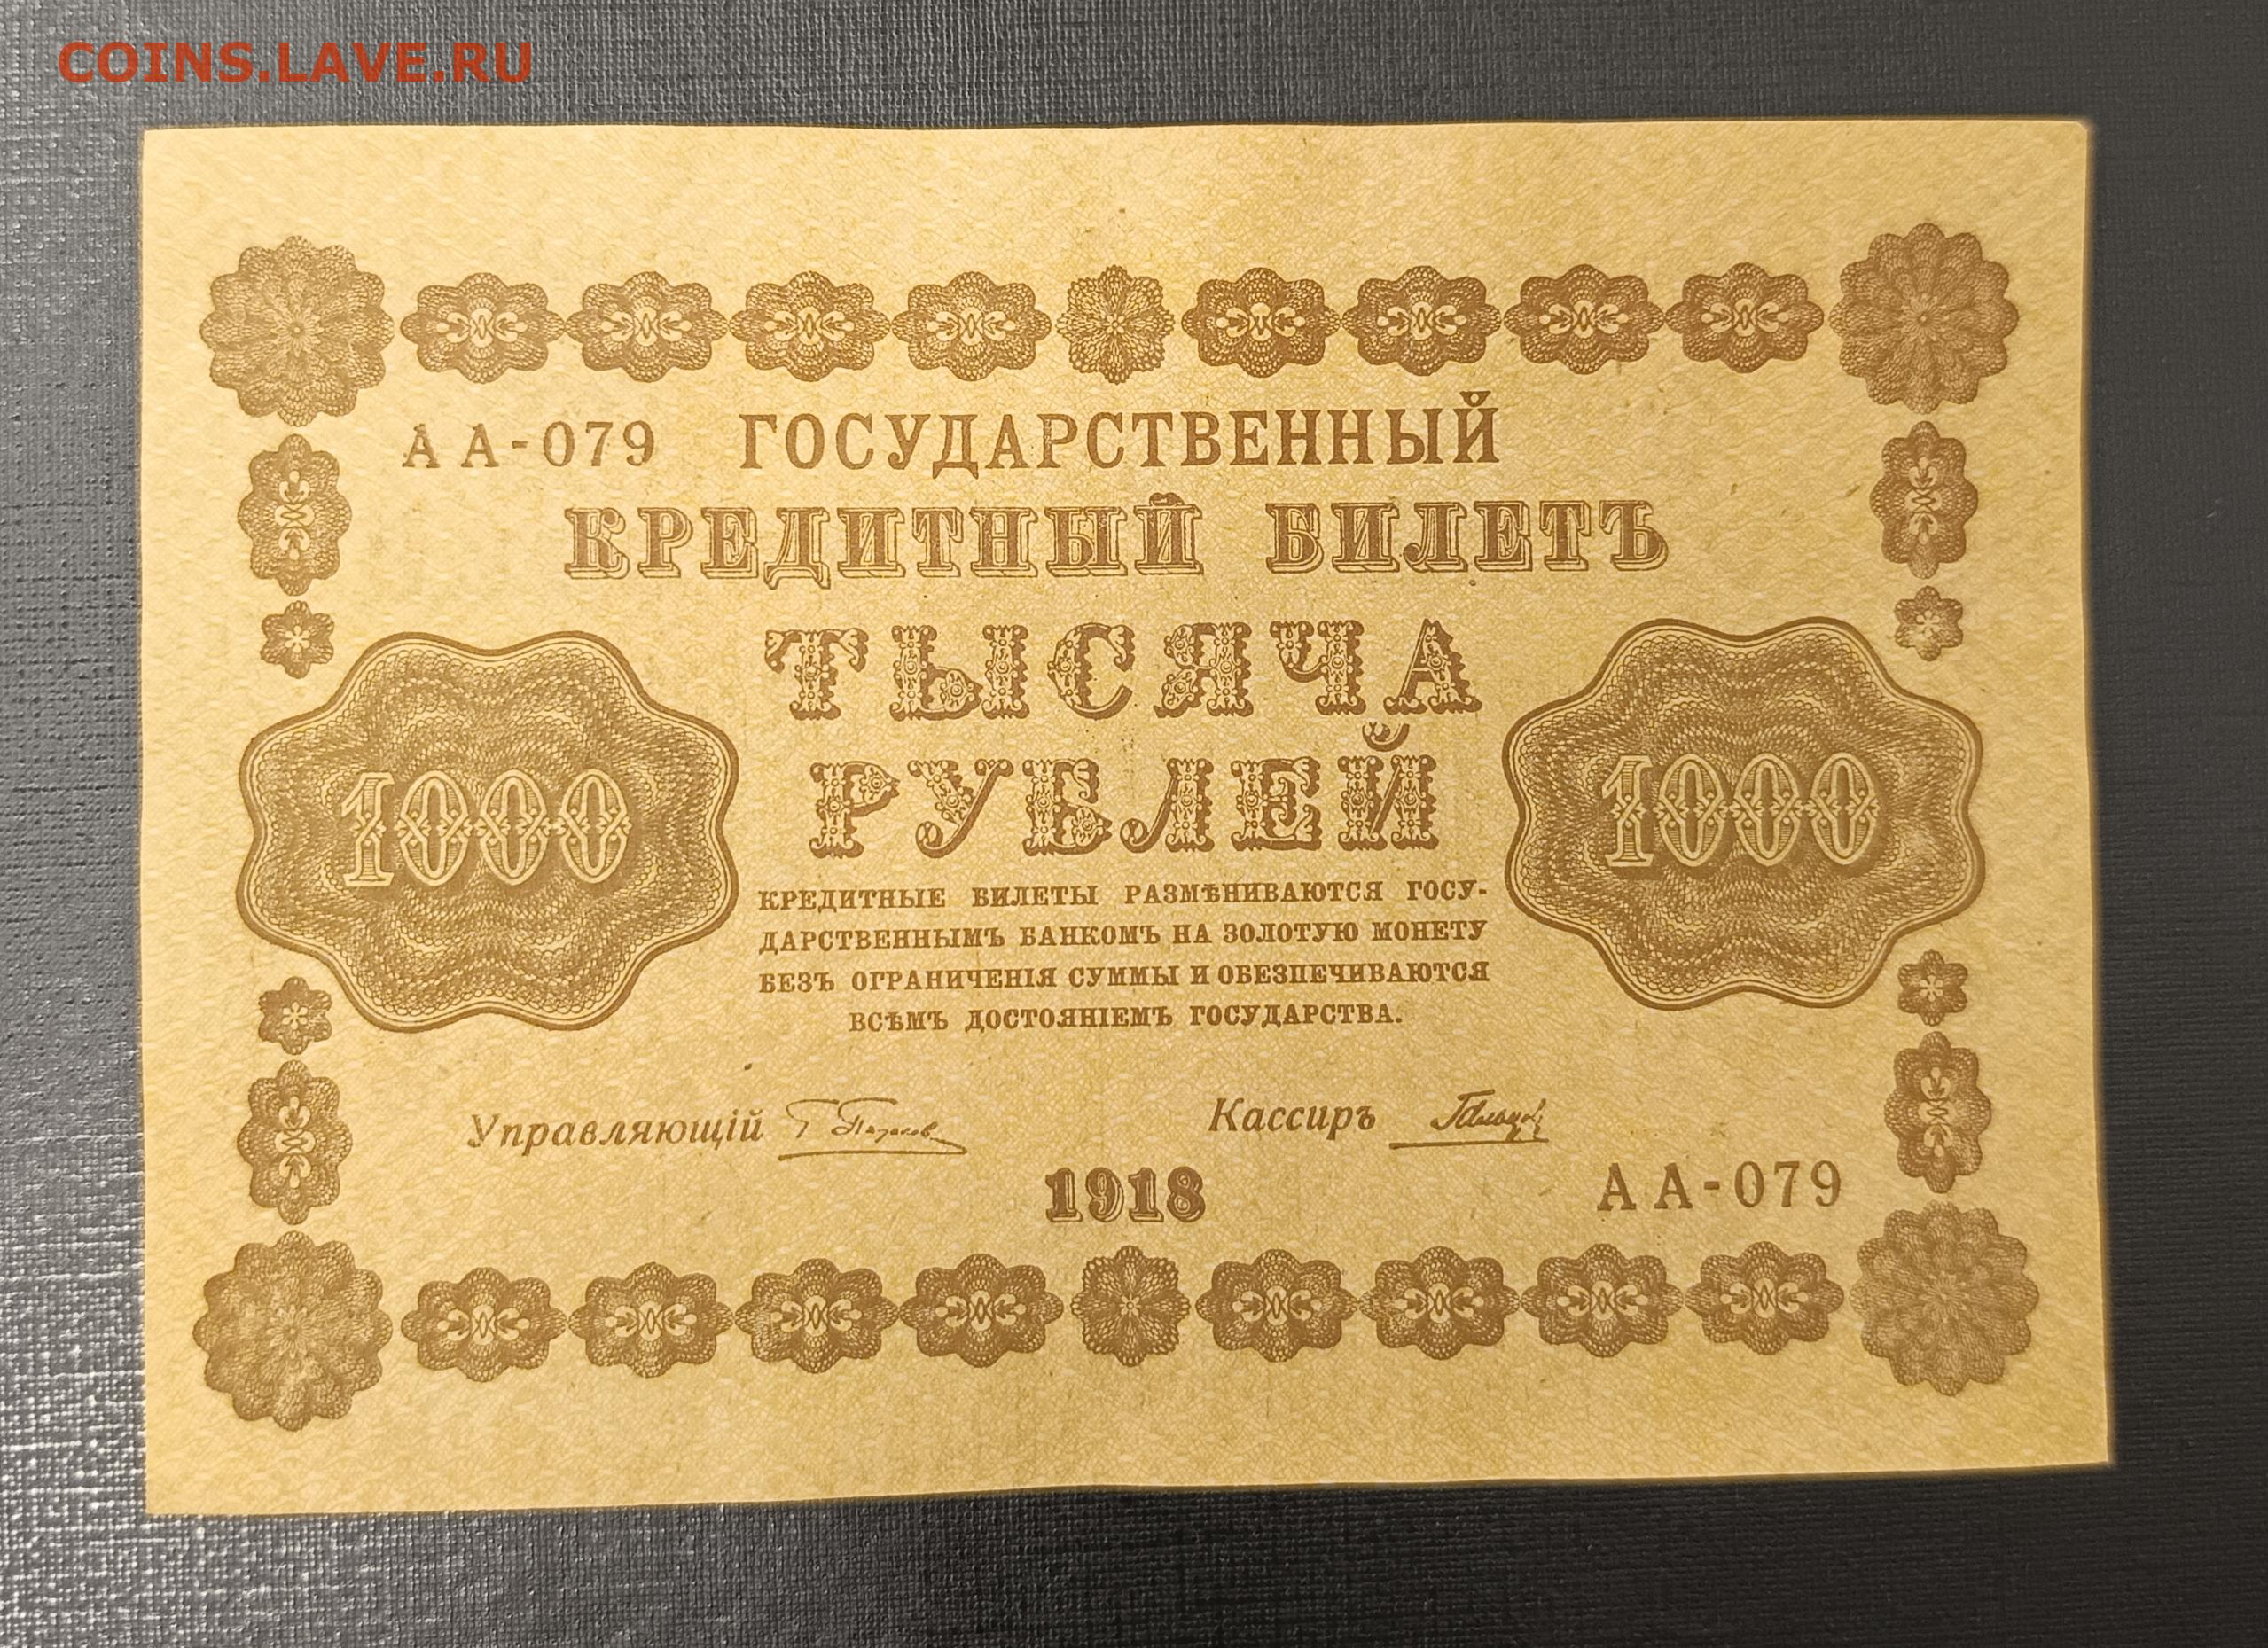 COINS.LAVE.RU
АА-079 ГОСУДАРСТВЕННЫЙ
КРЕДИТНЫЙ БИЛЕТЪ
ТЫСЯЧА
РУБЛЕЙ
1000
1000
КРЕДИТНЫЕ БИЛЕТЫ РАЗМѢНИВАЮТСЯ ГОСУ-
ДАРСТВЕННЫМЪ БАНКОМЪ НА ЗОЛОТУЮ МОНЕТУ
БЕЗЪ ОГРАНИЧЕНІЯ СУММЫ И ОБЕЗПЕЧИВАЮТСЯ
ВСѢМЪ ДОСТОЯНІЕМЪ ГОСУДАРСТВА.
Управляющій
Кассиръ
1918
АА-079